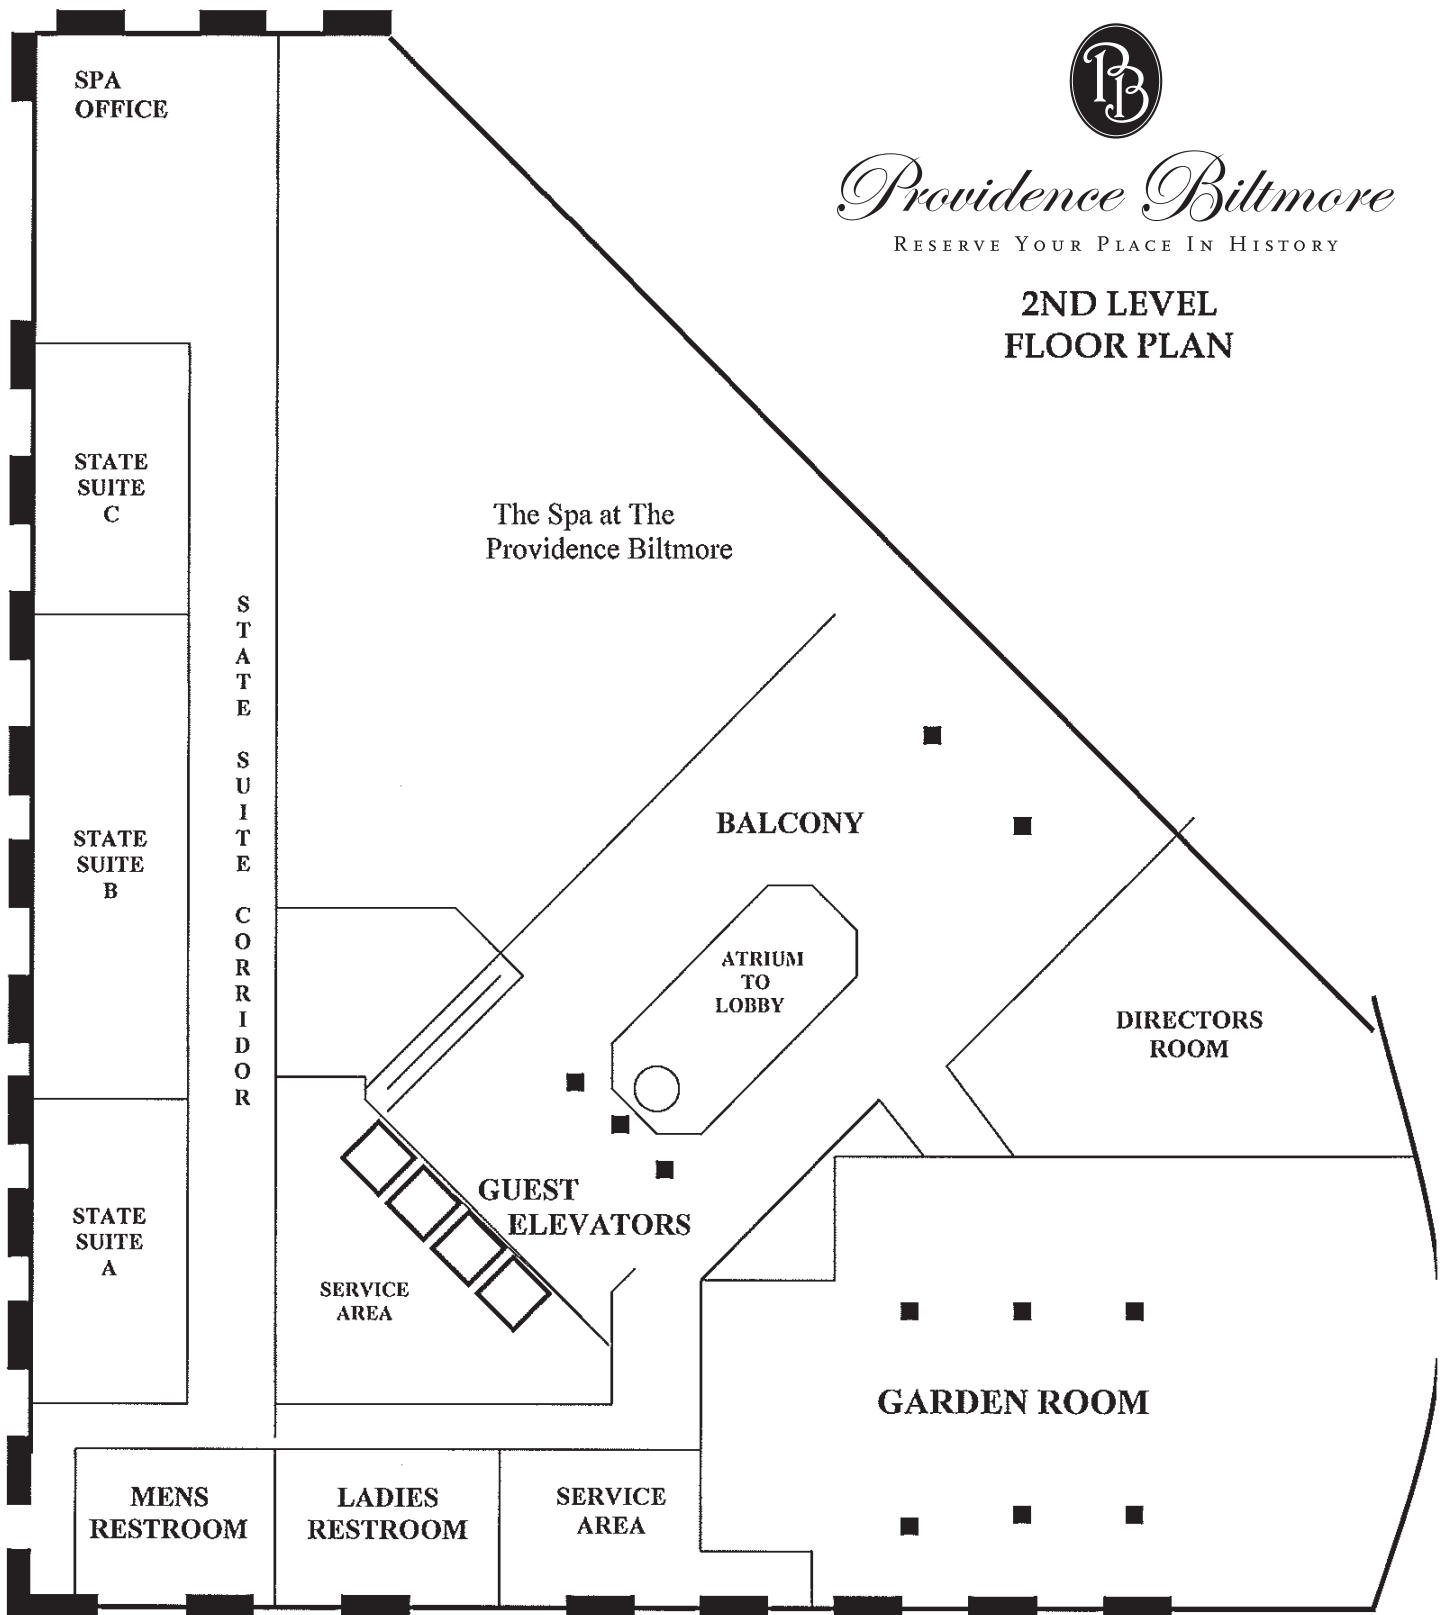 PB
Providence Biltmore
RESERVE YOUR PLACE IN HISTORY
2ND LEVEL
FLOOR PLAN
SPA
OFFICE
STATE
SUITE
C
The Spa at The
Providence Biltmore
STATE SUITE CORRIDOR
BALCONY
STATE
SUITE
B
ATRIUM
TO
LOBBY
DIRECTORS
ROOM
GUEST
ELEVATORS
STATE
SUITE
A
SERVICE
AREA
GARDEN ROOM
MENS
RESTROOM
LADIES
RESTROOM
SERVICE
AREA